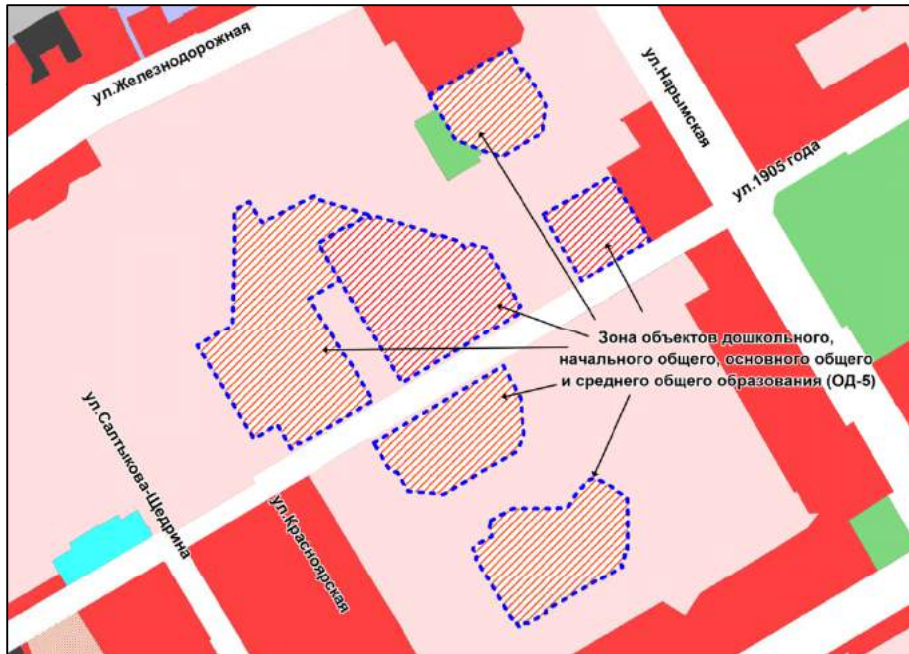 ул.Железнодорожная
ул.Нарымская
ул.1905 года
Зона объектов дошкольного,
начального общего, основного общего
и среднего общего образования (ОД-5)
ул.Салтыкова-Щедрина
ул.Красноярская